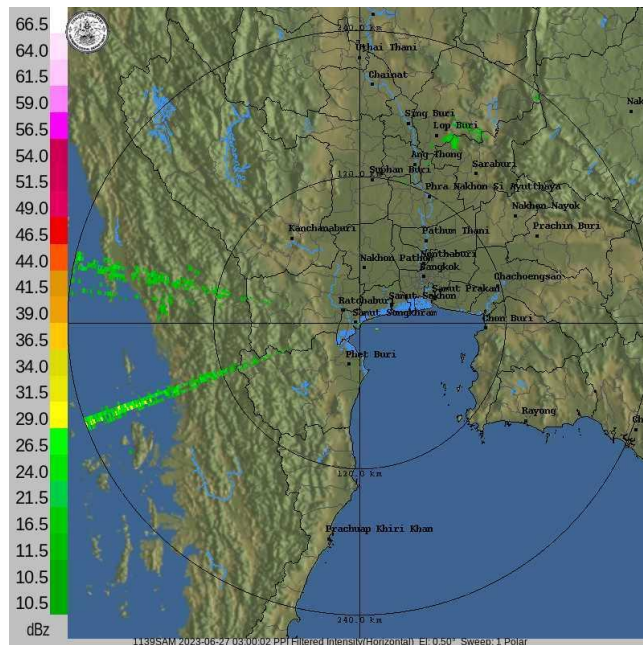 66.5
64.0
61.5
59.0
56.5
54.0
51.5
49.0
46.5
44.0
41.5
39.0
36.5
34.0
31.5
29.0
26.5
24.0
21.5
19.0
16.5
14.0
11.5
10.5
dBz
240.0 km
Uthai Thani
Chainat
Sing Buri
Lop Buri
Nak
Ang Thong
Suphan Buri
Saraburi
Phra Nakhon Si Ayutthaya
Nakhon Nayok
Kanchanaburi
Pathum Thani
Prachin Buri
Nonthaburi
Nakhon Pathom
Bangkok
Chachoengsao
Samut Prakan
Ratchaburi
Samut Sakhon
Samut Songkhram
Chon Buri
Phet Buri
Rayong
Ch
120.0 km
Prachuap Khiri Khan
240.0 km
1139SAM 2023-06-27 03:00:02 PPI Filtered Intensity(Horizontal) El: 0.50° Sweep: 1 Polar